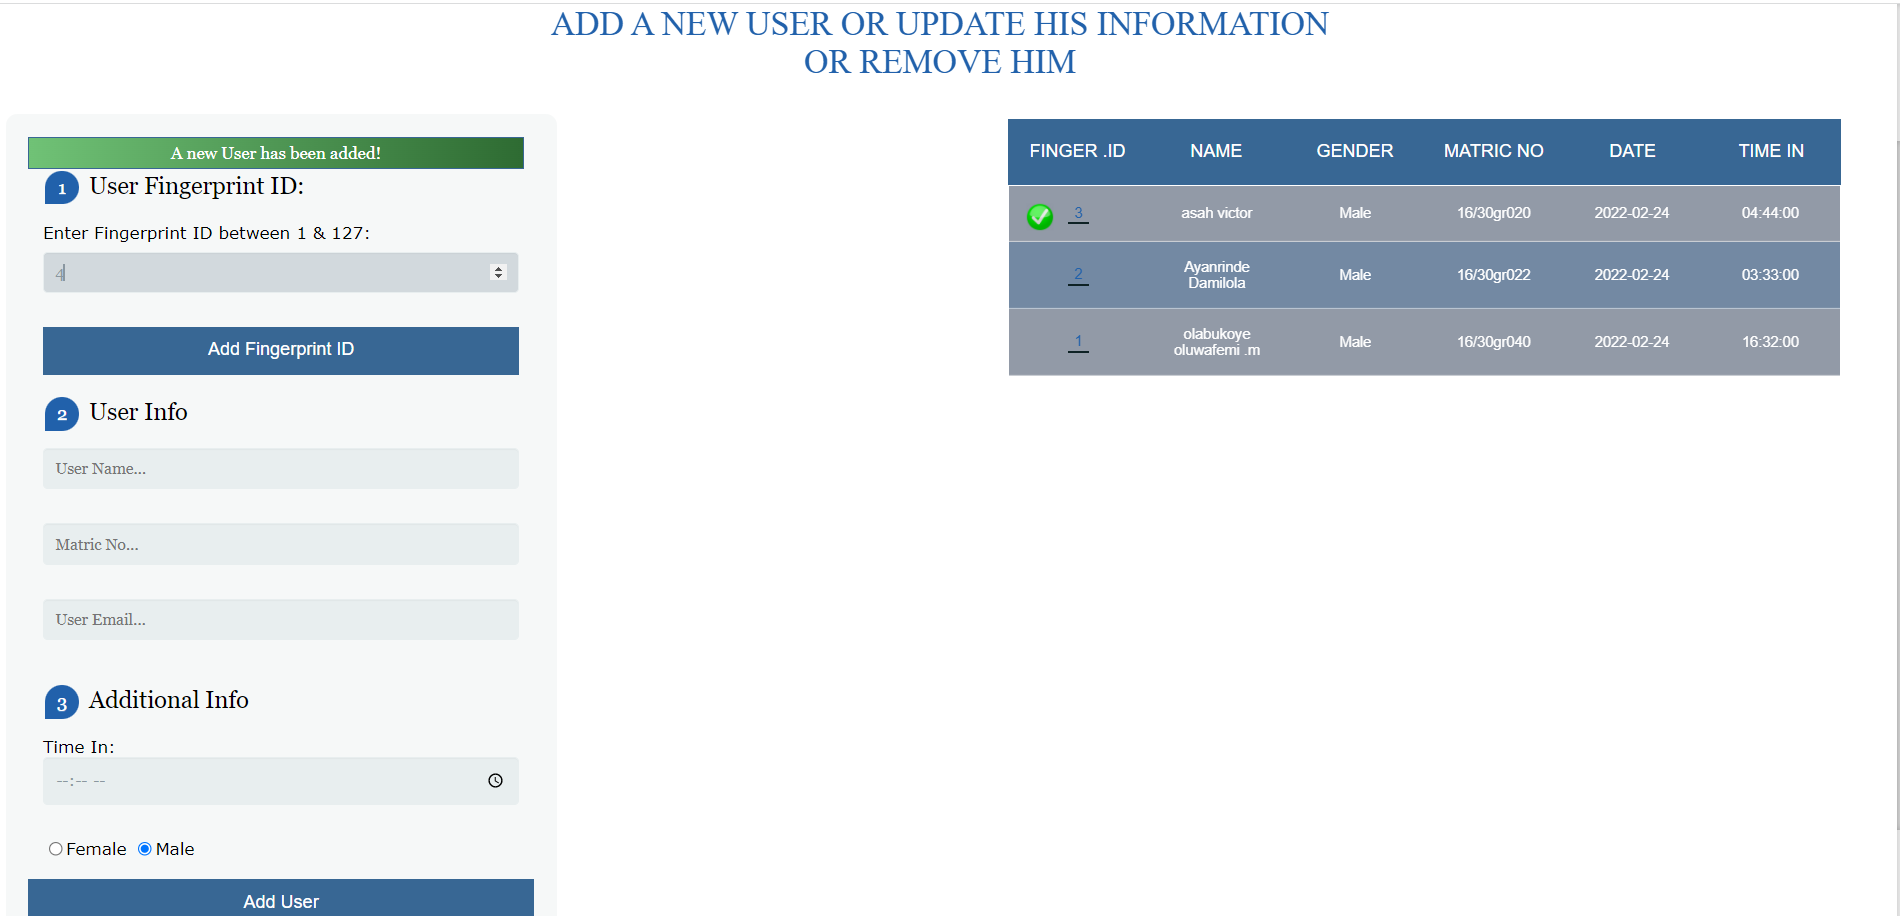 ADD A NEW USER OR UPDATE HIS INFORMATION
OR REMOVE HIM
A new User has been added!
1 User Fingerprint ID:
Enter Fingerprint ID between 1 & 127:
4
Add Fingerprint ID
2 User Info
User Name...
Matric No...
User Email...
3 Additional Info
Time In:
--:-- --
Female Male
Add User
FINGER .ID NAME GENDER MATRIC NO DATE TIME IN
3 asah victor Male 16/30gr020 2022-02-24 04:44:00
2 Ayanrinde Damilola Male 16/30gr022 2022-02-24 03:33:00
1 olabukoye oluwafemi .m Male 16/30gr040 2022-02-24 16:32:00